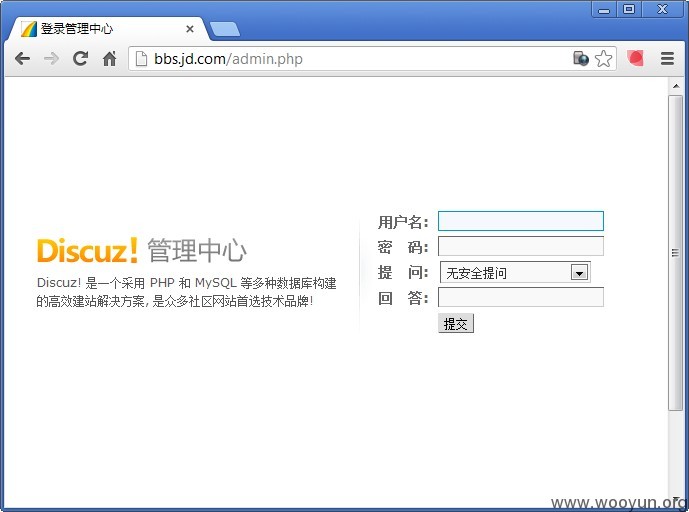 登录管理中心
bbs.jd.com/admin.php
Discuz! 管理中心
Discuz! 是一个采用 PHP 和 MySQL 等多种数据库构建
的高效建站解决方案, 是众多社区网站首选技术品牌!
用户名:
密 码:
提 问: 无安全提问
回 答:
提交
www.wooyun.org